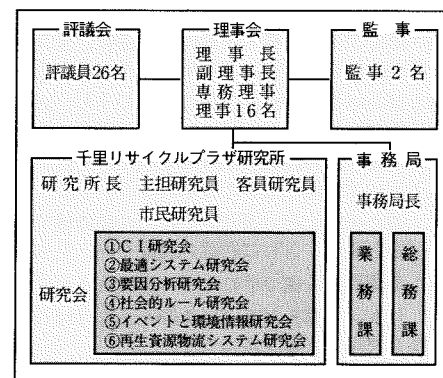 評議会
評議員26名
理事会
理事長
副理事長
専務理事
理事16名
監事
監事2名
千里リサイクルプラザ研究所
研究所長 主担研究員 客員研究員
市民研究員
研究会
①CI研究会
②最適システム研究会
③要因分析研究会
④社会的ルール研究会
⑤イベントと環境情報研究会
⑥再生資源物流システム研究会
事務局
事務局長
業務課
総務課